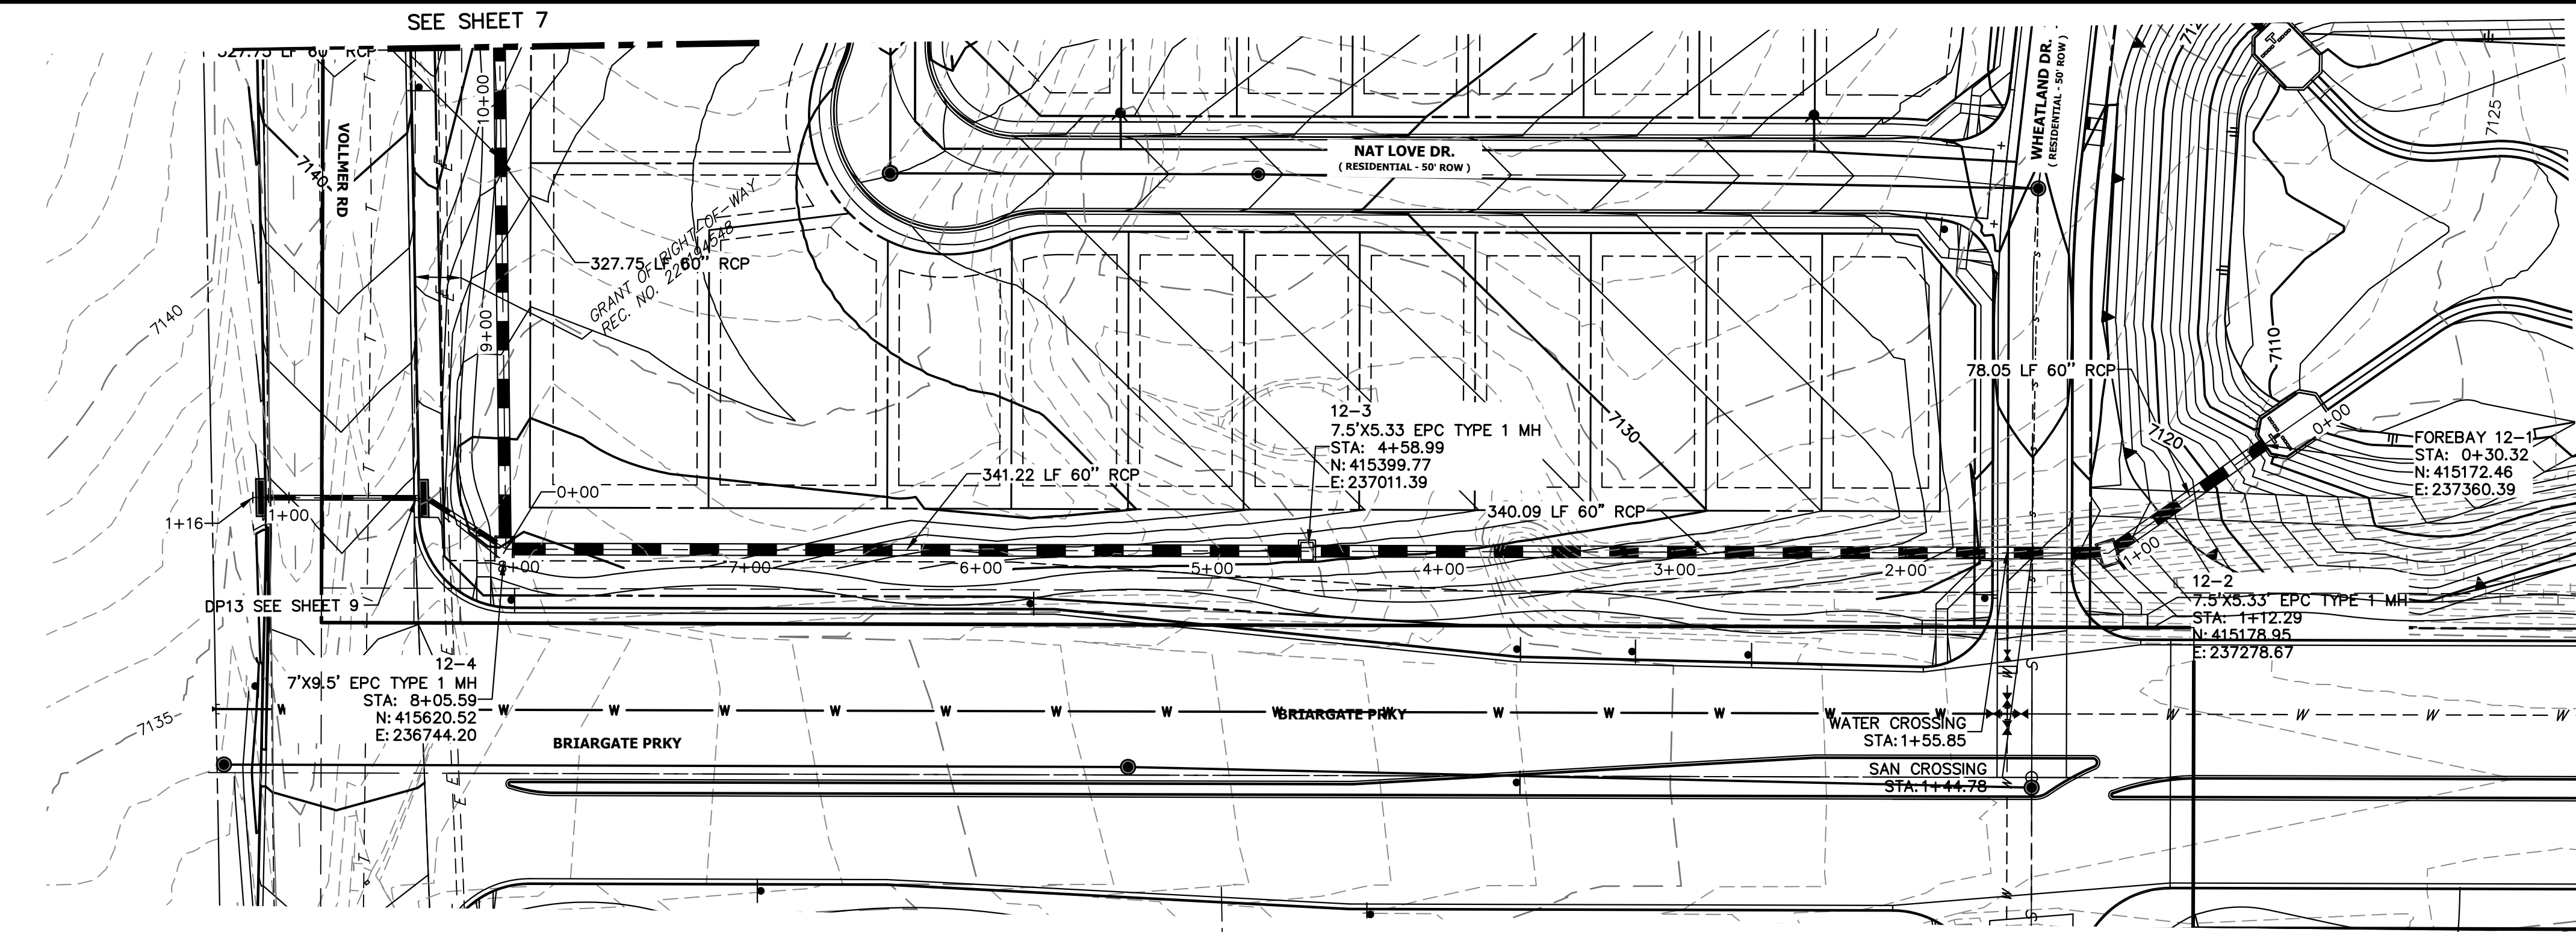 SEE SHEET 7
327.75 LF 60" RCP
VOLLMER RD
7140
10+00
9+00
GRANT OF RIGHT-OF-WAY
REC. NO.
327.75 LF 60" RCP
NAT LOVE DR.
( RESIDENTIAL - 50' ROW )
WHEATLAND DR.
( RESIDENTIAL - 50' ROW )
7125
7140
7110
78.05 LF 60" RCP
12-3
7.5'X5.33 EPC TYPE 1 MH
STA: 4+58.99
N: 415399.77
E: 237011.39
7130
7120
0+00
FOREBAY 12-1
STA: 0+30.32
N: 415172.46
E: 237360.39
341.22 LF 60" RCP
0+00
340.09 LF 60" RCP
1+16
1+00
8+00
7+00
6+00
5+00
4+00
3+00
2+00
1+00
DP13 SEE SHEET 9
12-2
7.5'X5.33' EPC TYPE 1 MH
STA: 1+12.29
N: 415178.95
E: 237278.67
12-4
7'X9.5' EPC TYPE 1 MH
STA: 8+05.59
N: 415620.52
E: 236744.20
7135
W W W W W W W W W W W W W W W W W W
BRIARGATE PRKY
BRIARGATE PRKY
WATER CROSSING
STA: 1+55.85
SAN CROSSING
STA: 1+44.78